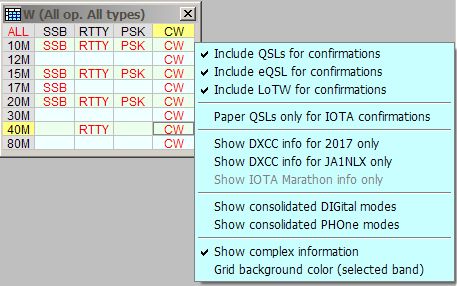 W (All op. All types)
ALL SSB RTTY PSK CW
10M SSB RTTY PSK CW
12M CW
15M SSB RTTY PSK CW
17M SSB CW
20M SSB RTTY PSK CW
30M CW
40M RTTY CW
80M CW
Include QSLs for confirmations
Include eQSL for confirmations
Include LoTW for confirmations
Paper QSLs only for IOTA confirmations
Show DXCC info for 2017 only
Show DXCC info for JA1NLX only
Show IOTA Marathon info only
Show consolidated DIGital modes
Show consolidated PHOne modes
Show complex information
Grid background color (selected band)